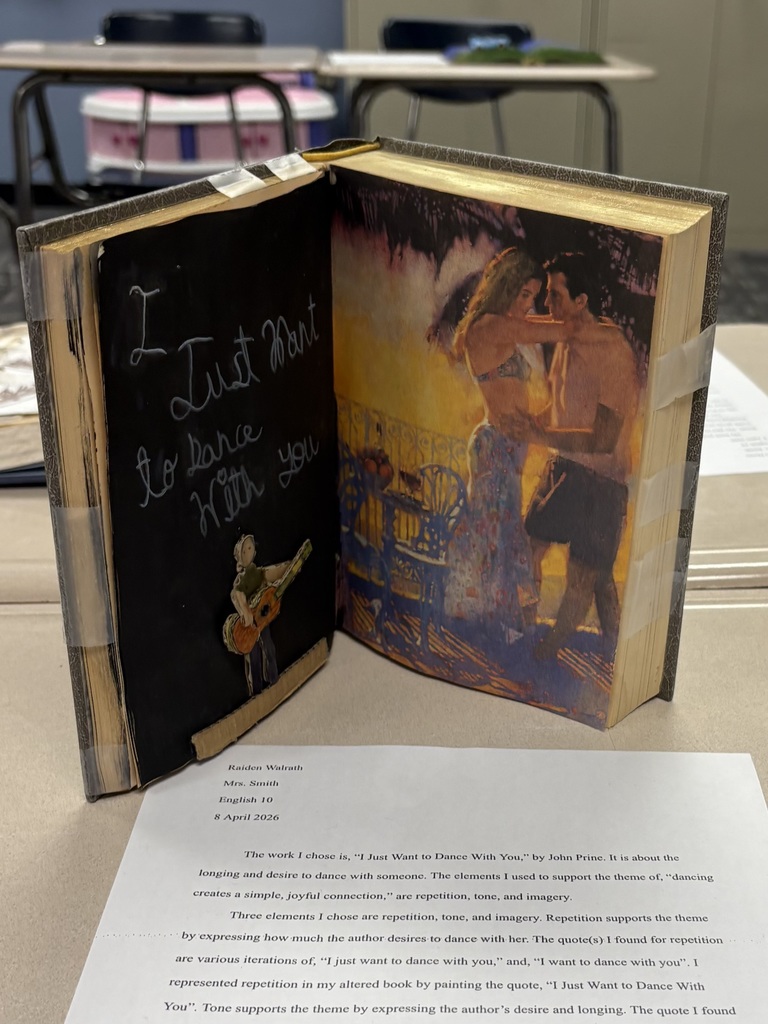 I
Just Want
to Dance
With you
Raiden Walrath
Mrs. Smith
English 10
8 April 2026
The work I chose is, “I Just Want to Dance With You,” by John Prine. It is about the
longing and desire to dance with someone. The elements I used to support the theme of, “dancing
creates a simple, joyful connection,” are repetition, tone, and imagery.
Three elements I chose are repetition, tone, and imagery. Repetition supports the theme
by expressing how much the author desires to dance with her. The quote(s) I found for repetition
are various iterations of, “I just want to dance with you,” and, “I want to dance with you”. I
represented repetition in my altered book by painting the quote, “I Just Want to Dance With
You”. Tone supports the theme by expressing the author’s desire and longing. The quote I found